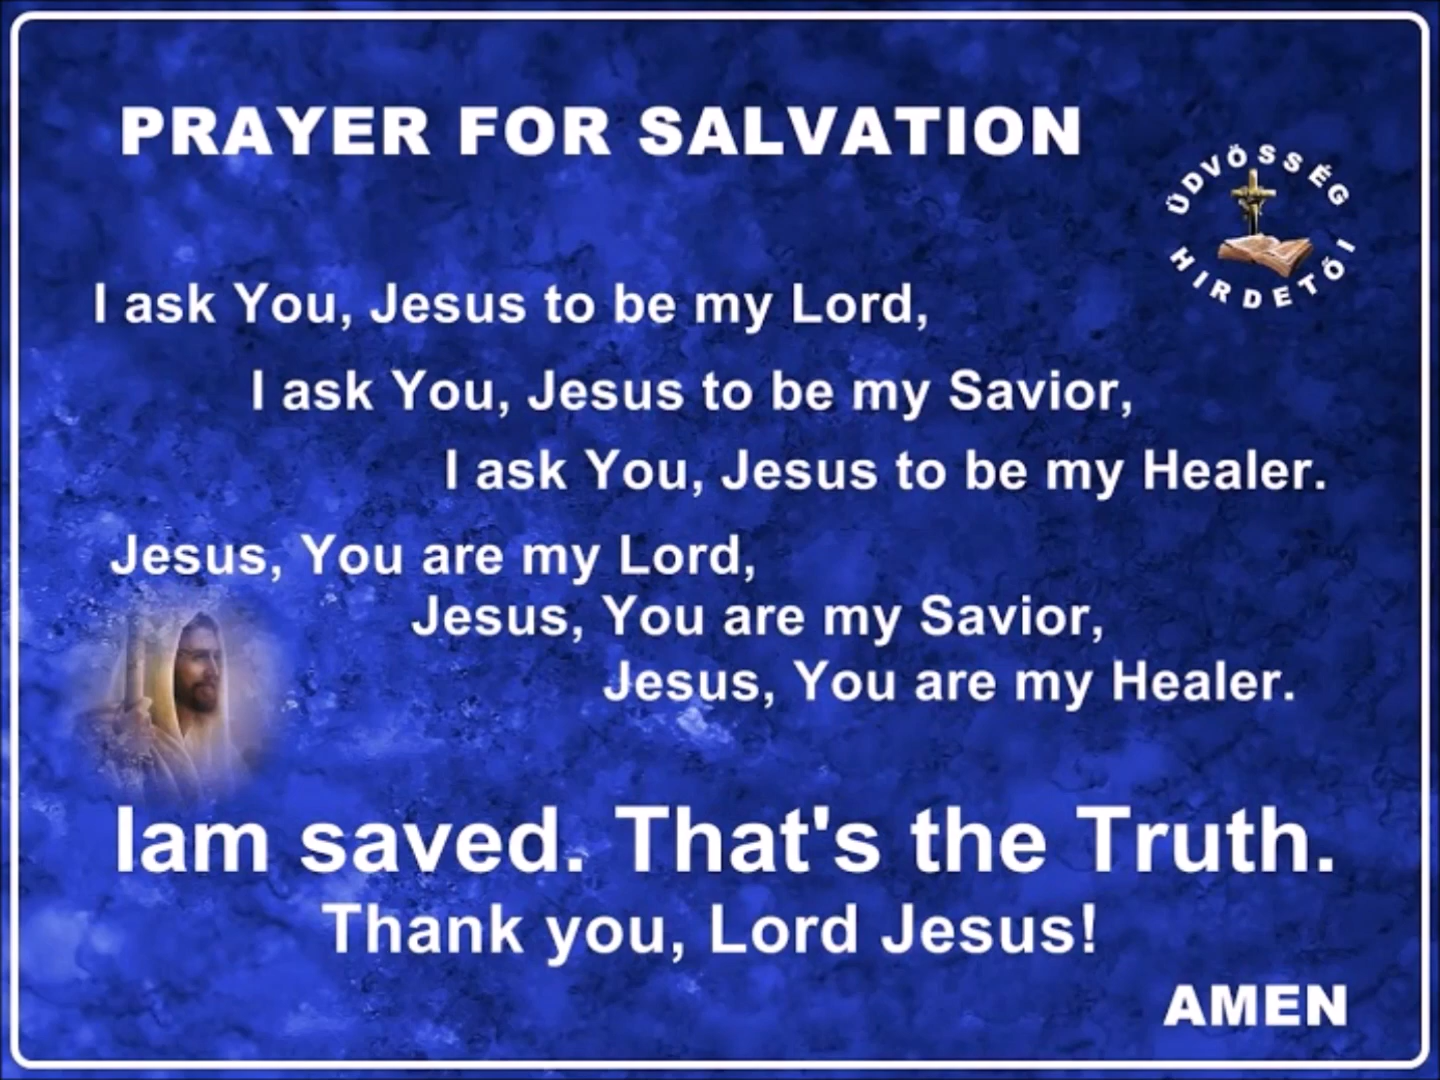 PRAYER FOR SALVATION
ÜDVÖSSÉG
HIRDETŐI
I ask You, Jesus to be my Lord,
I ask You, Jesus to be my Savior,
I ask You, Jesus to be my Healer.
Jesus, You are my Lord,
Jesus, You are my Savior,
Jesus, You are my Healer.
Iam saved. That's the Truth.
Thank you, Lord Jesus!
AMEN